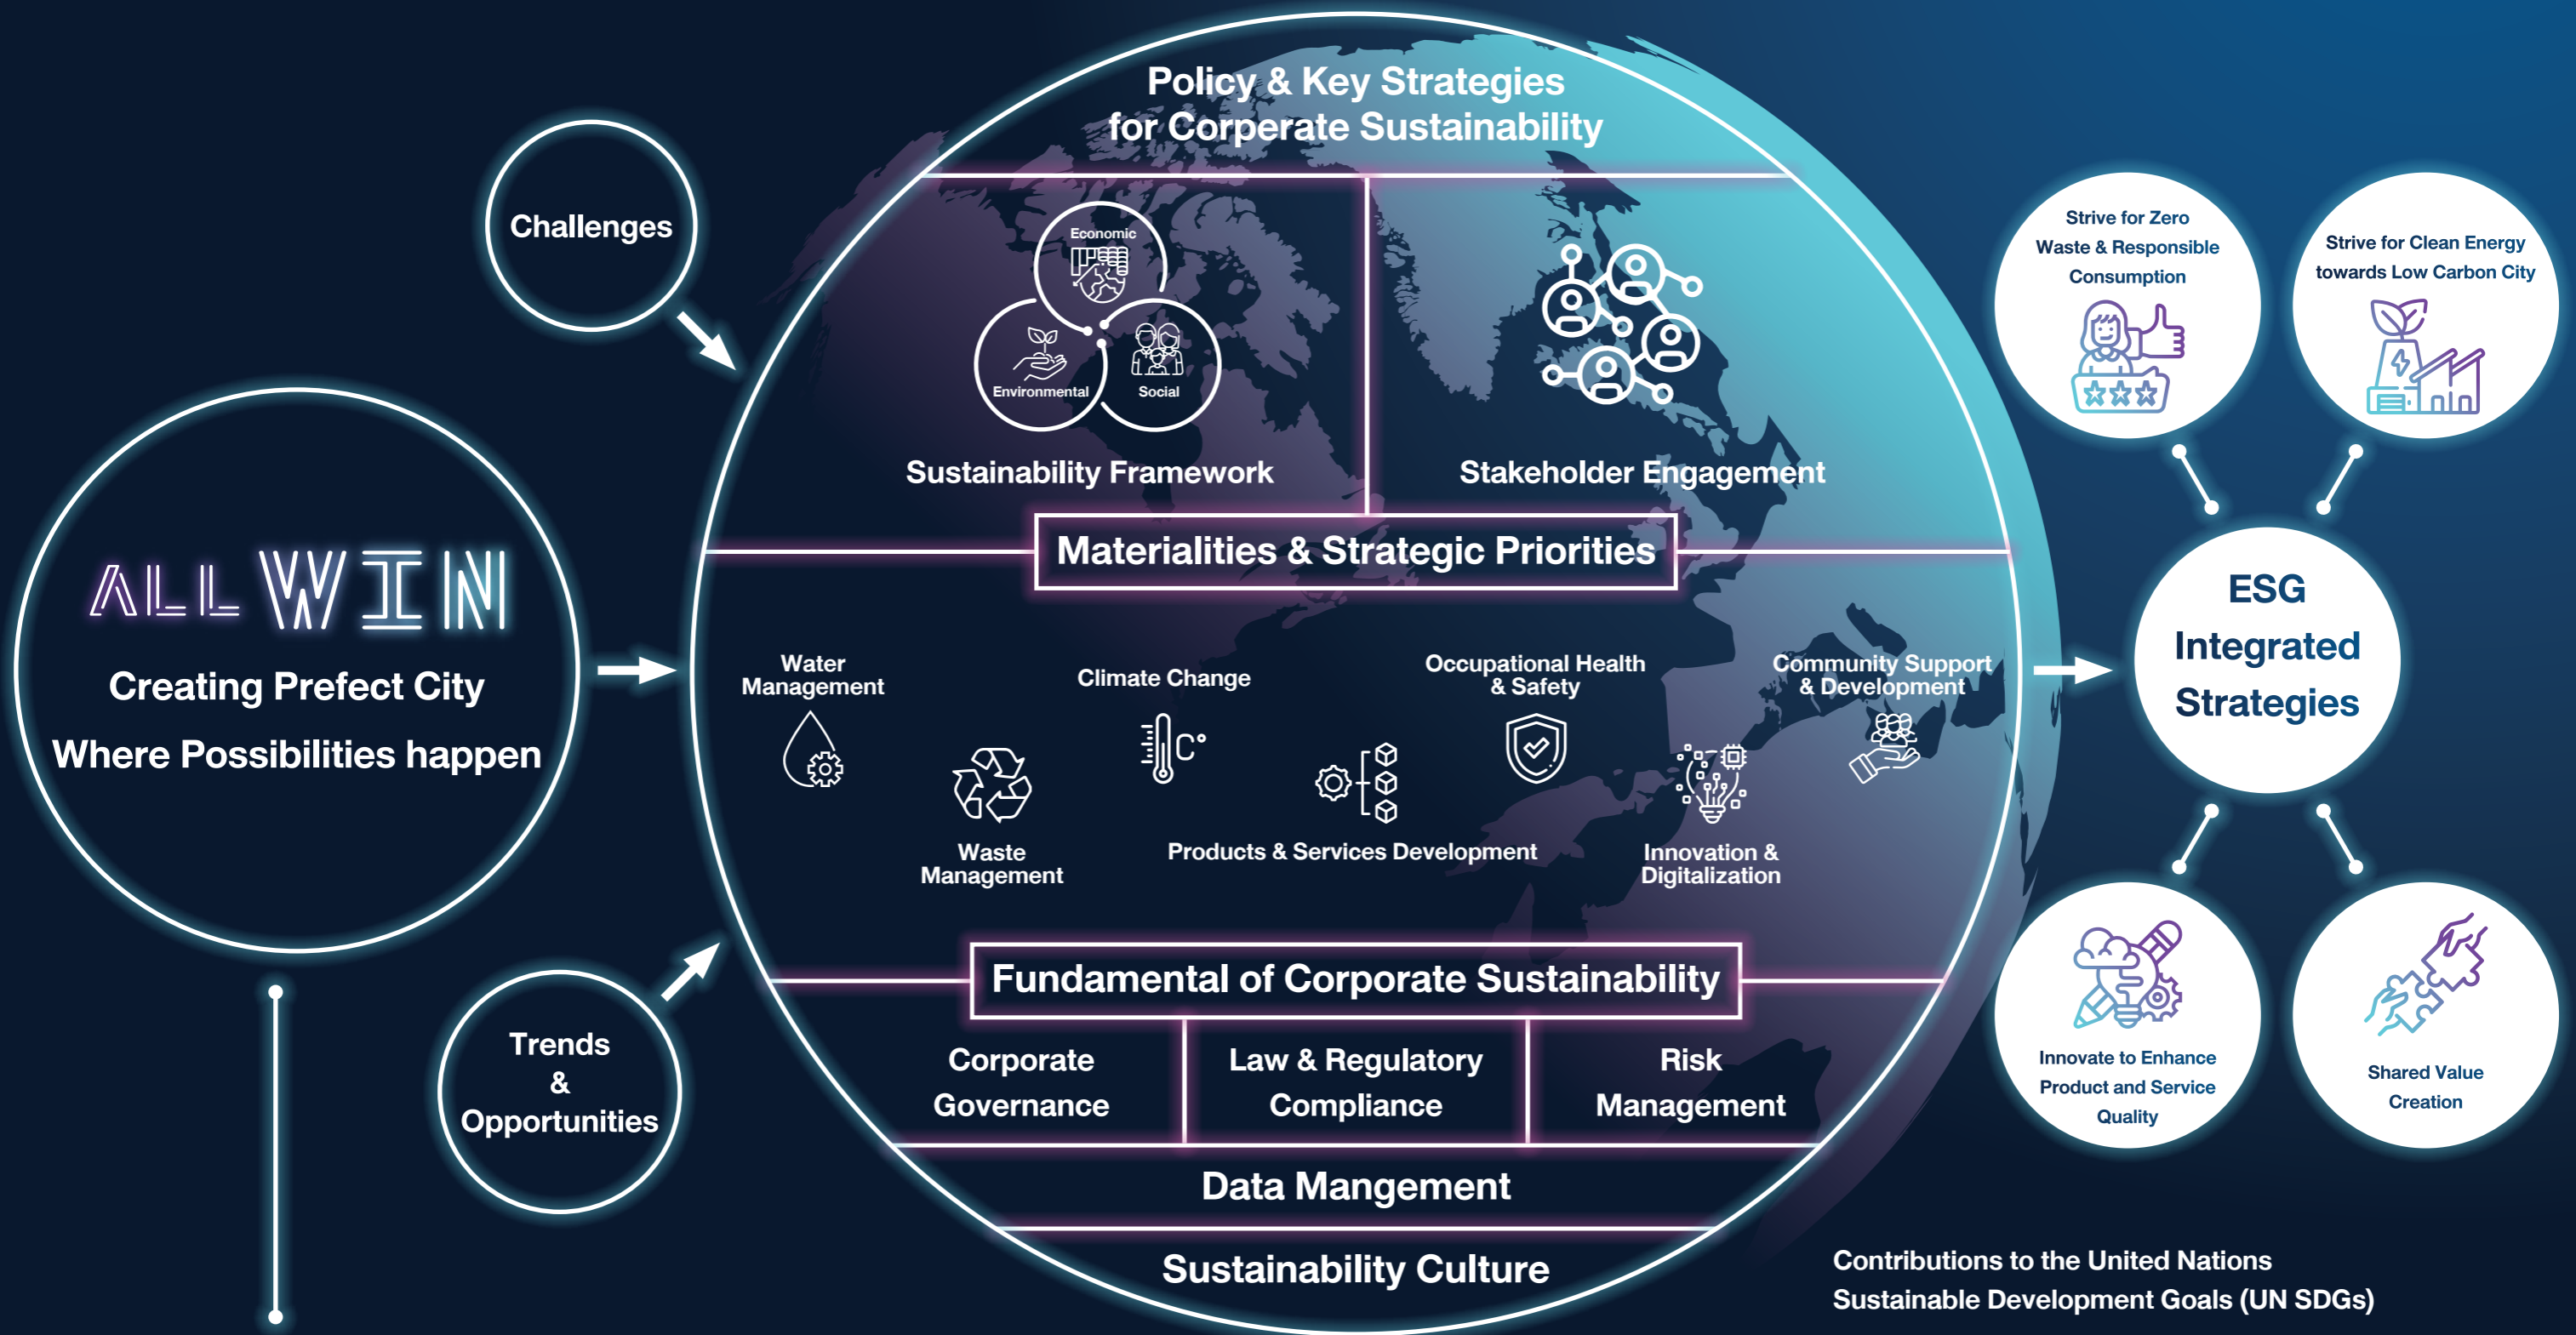 Policy & Key Strategies
for Corperate Sustainability
Challenges
Economic
Environmental
Social
Sustainability Framework
Stakeholder Engagement
Materialities & Strategic Priorities
ALL WIN
Creating Prefect City
Where Possibilities happen
Water
Management
Climate Change
C°
Occupational Health
& Safety
Community Support
& Development
Waste
Management
Products & Services Development
Innovation &
Digitalization
Fundamental of Corporate Sustainability
Corporate
Governance
Law & Regulatory
Compliance
Risk
Management
Data Mangement
Sustainability Culture
Trends
&
Opportunities
Strive for Zero
Waste & Responsible
Consumption
Strive for Clean Energy
towards Low Carbon City
ESG
Integrated
Strategies
Innovate to Enhance
Product and Service
Quality
Shared Value
Creation
Contributions to the United Nations
Sustainable Development Goals (UN SDGs)